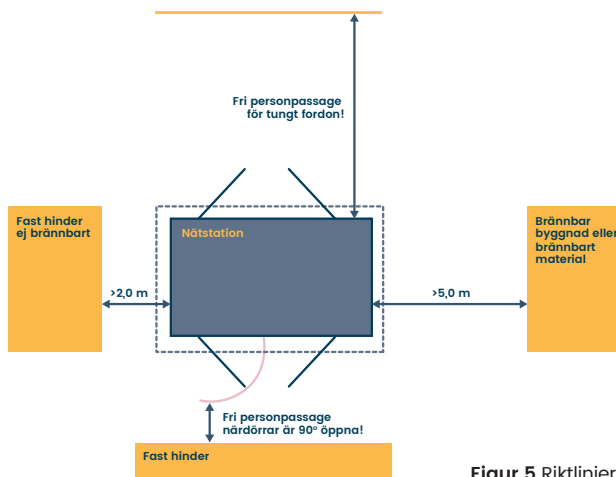 Fri personpassage
för tungt fordon!
Fast hinder
ej brännbart
Nätstation
Brännbar
byggnad eller
brännbart
material
>2,0 m
>5,0 m
Fri personpassage
närdörrar är 90° öppna!
Fast hinder
Figur 5 Riktlinjer